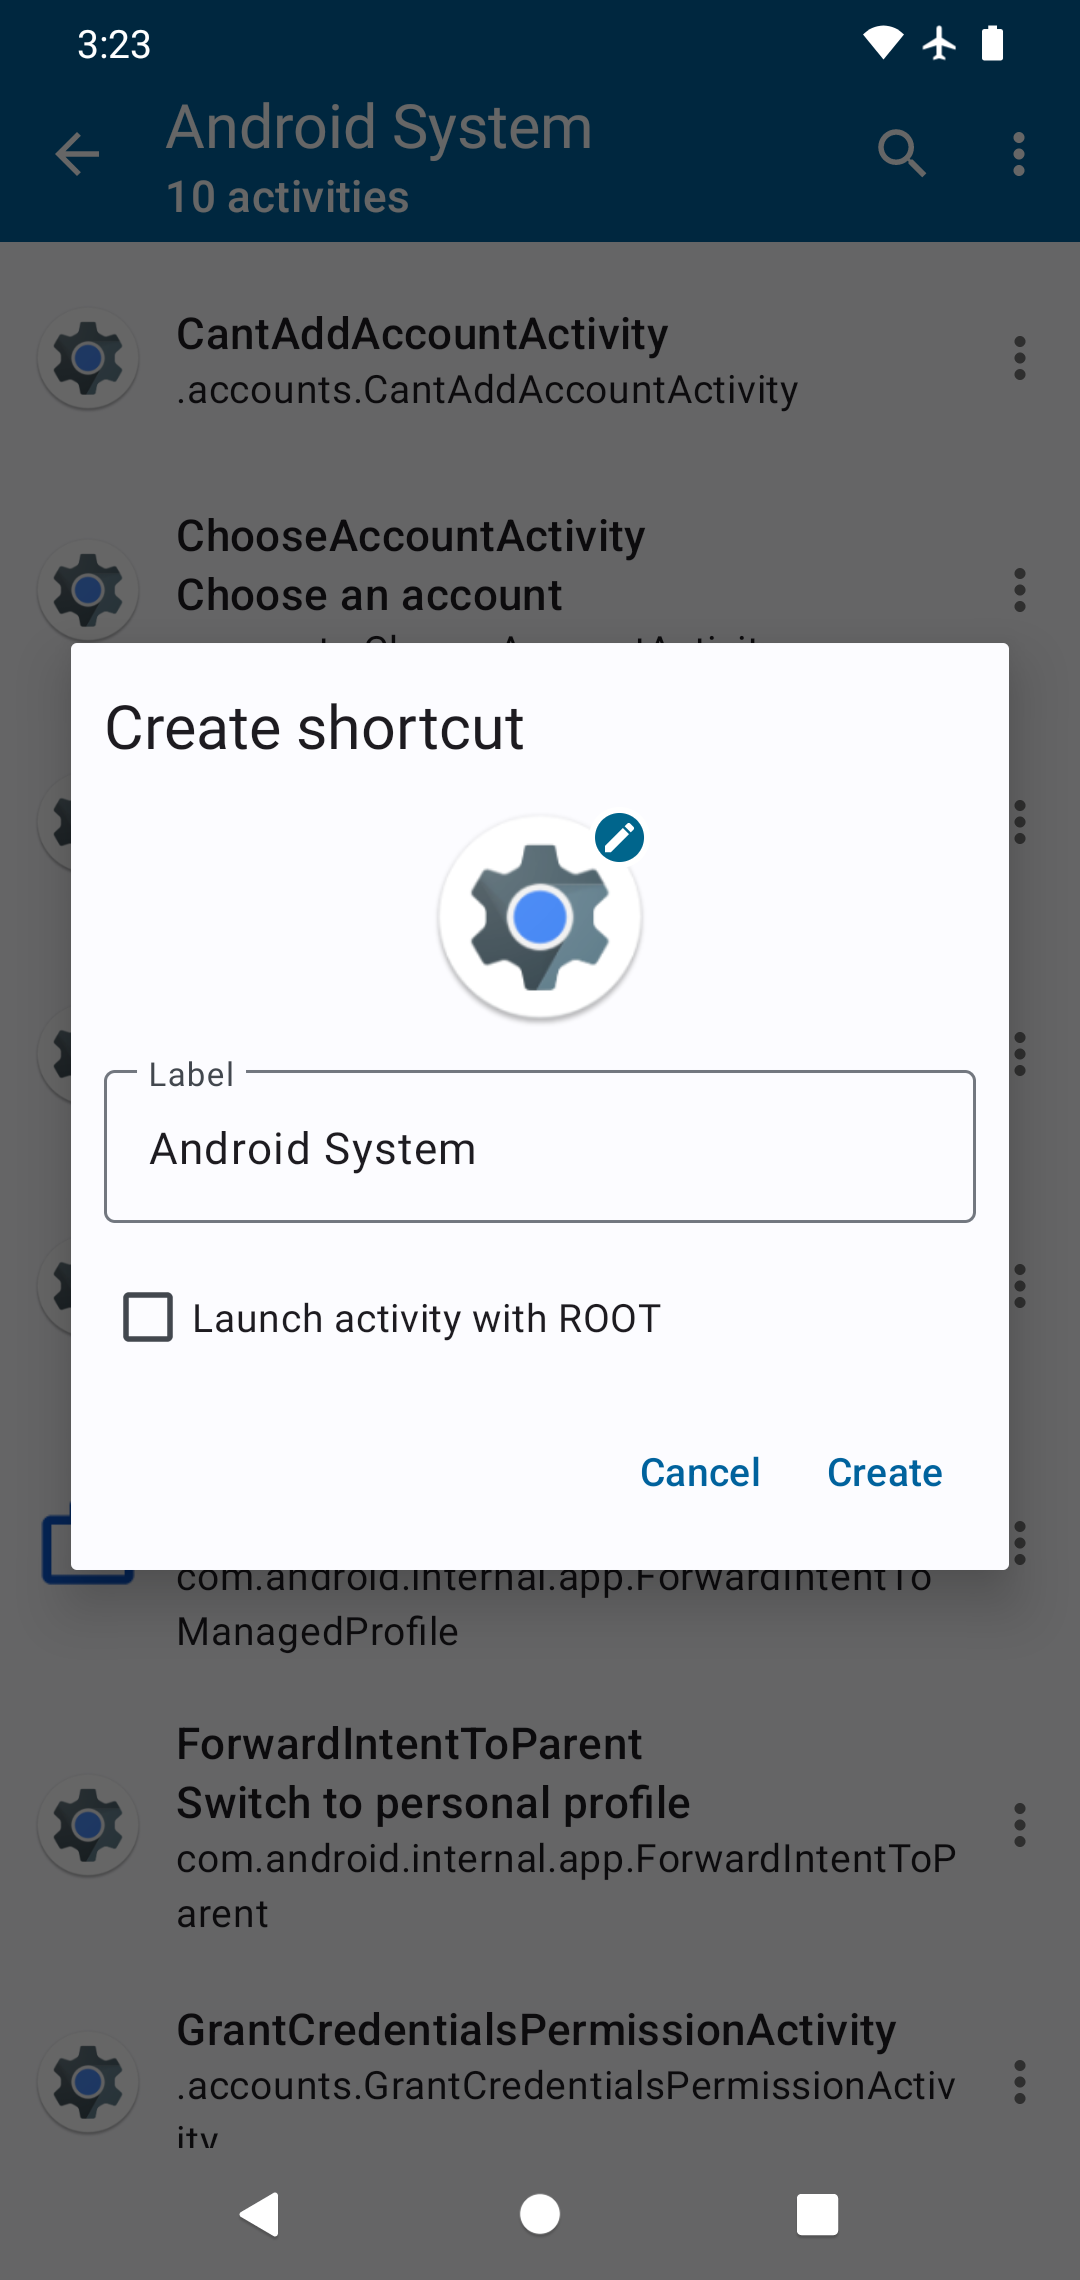 3:23
Android System
10 activities
CantAddAccountActivity
.accounts.CantAddAccountActivity
ChooseAccountActivity
Choose an account
Create shortcut
Label
Android System
Launch activity with ROOT
Cancel
Create
com.android.internal.app.ForwardIntentTo
ManagedProfile
ForwardIntentToParent
Switch to personal profile
com.android.internal.app.ForwardIntentToP
arent
GrantCredentialsPermissionActivity
.accounts.GrantCredentialsPermissionActiv
ity